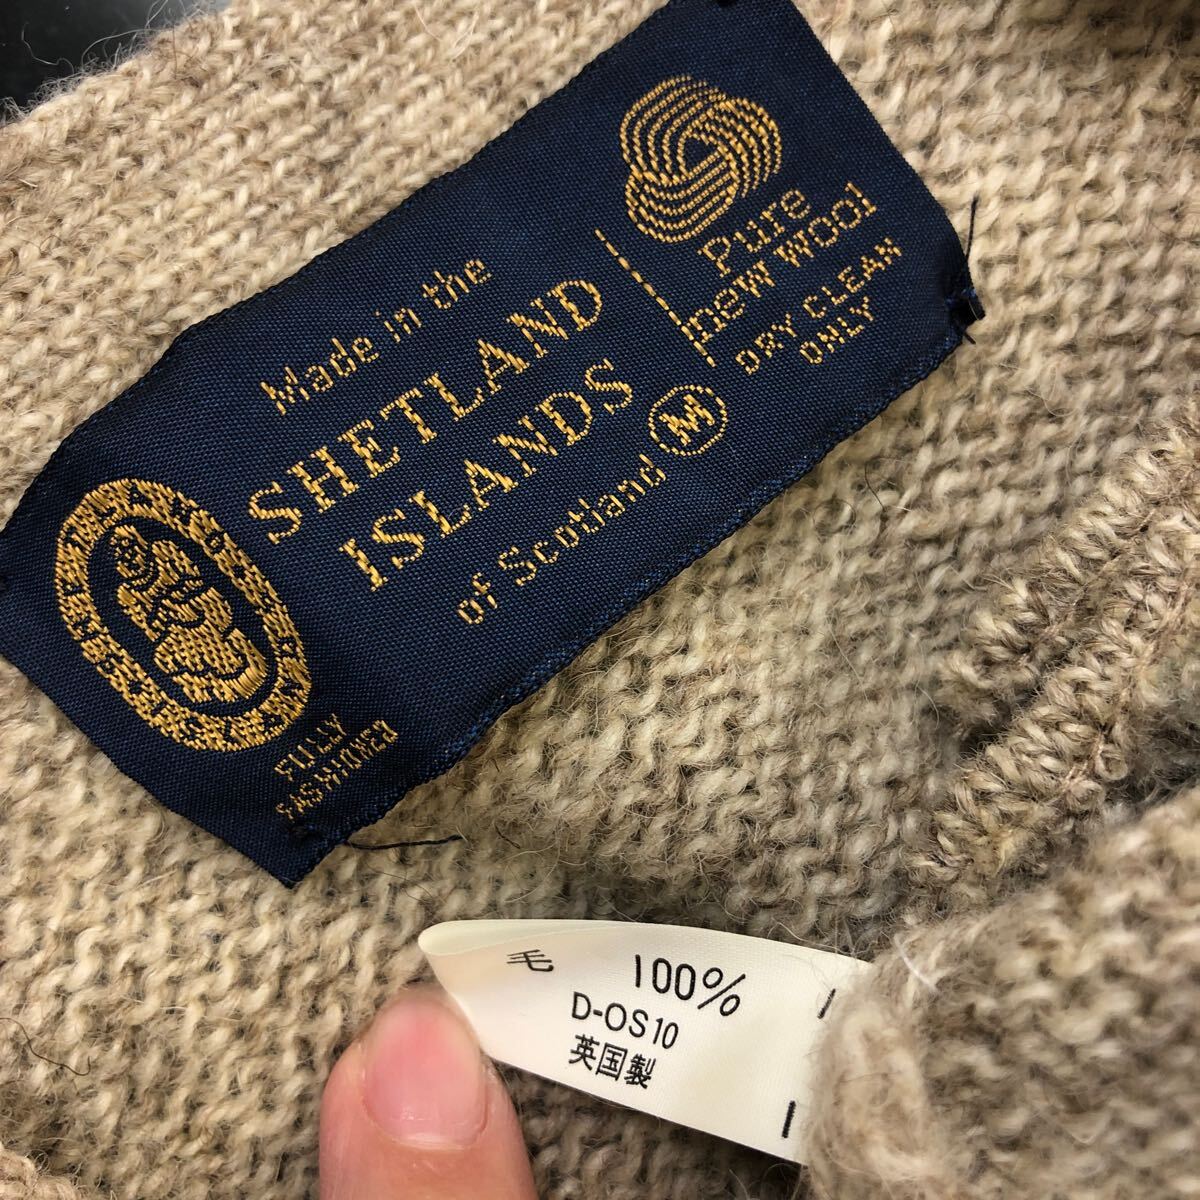 Made in the
SHETLAND
ISLANDS
of Scotland
M
Pure
new wool
DRY CLEAN
ONLY
FULLY
FASHIONED
毛 100%
D-OS10
英国製